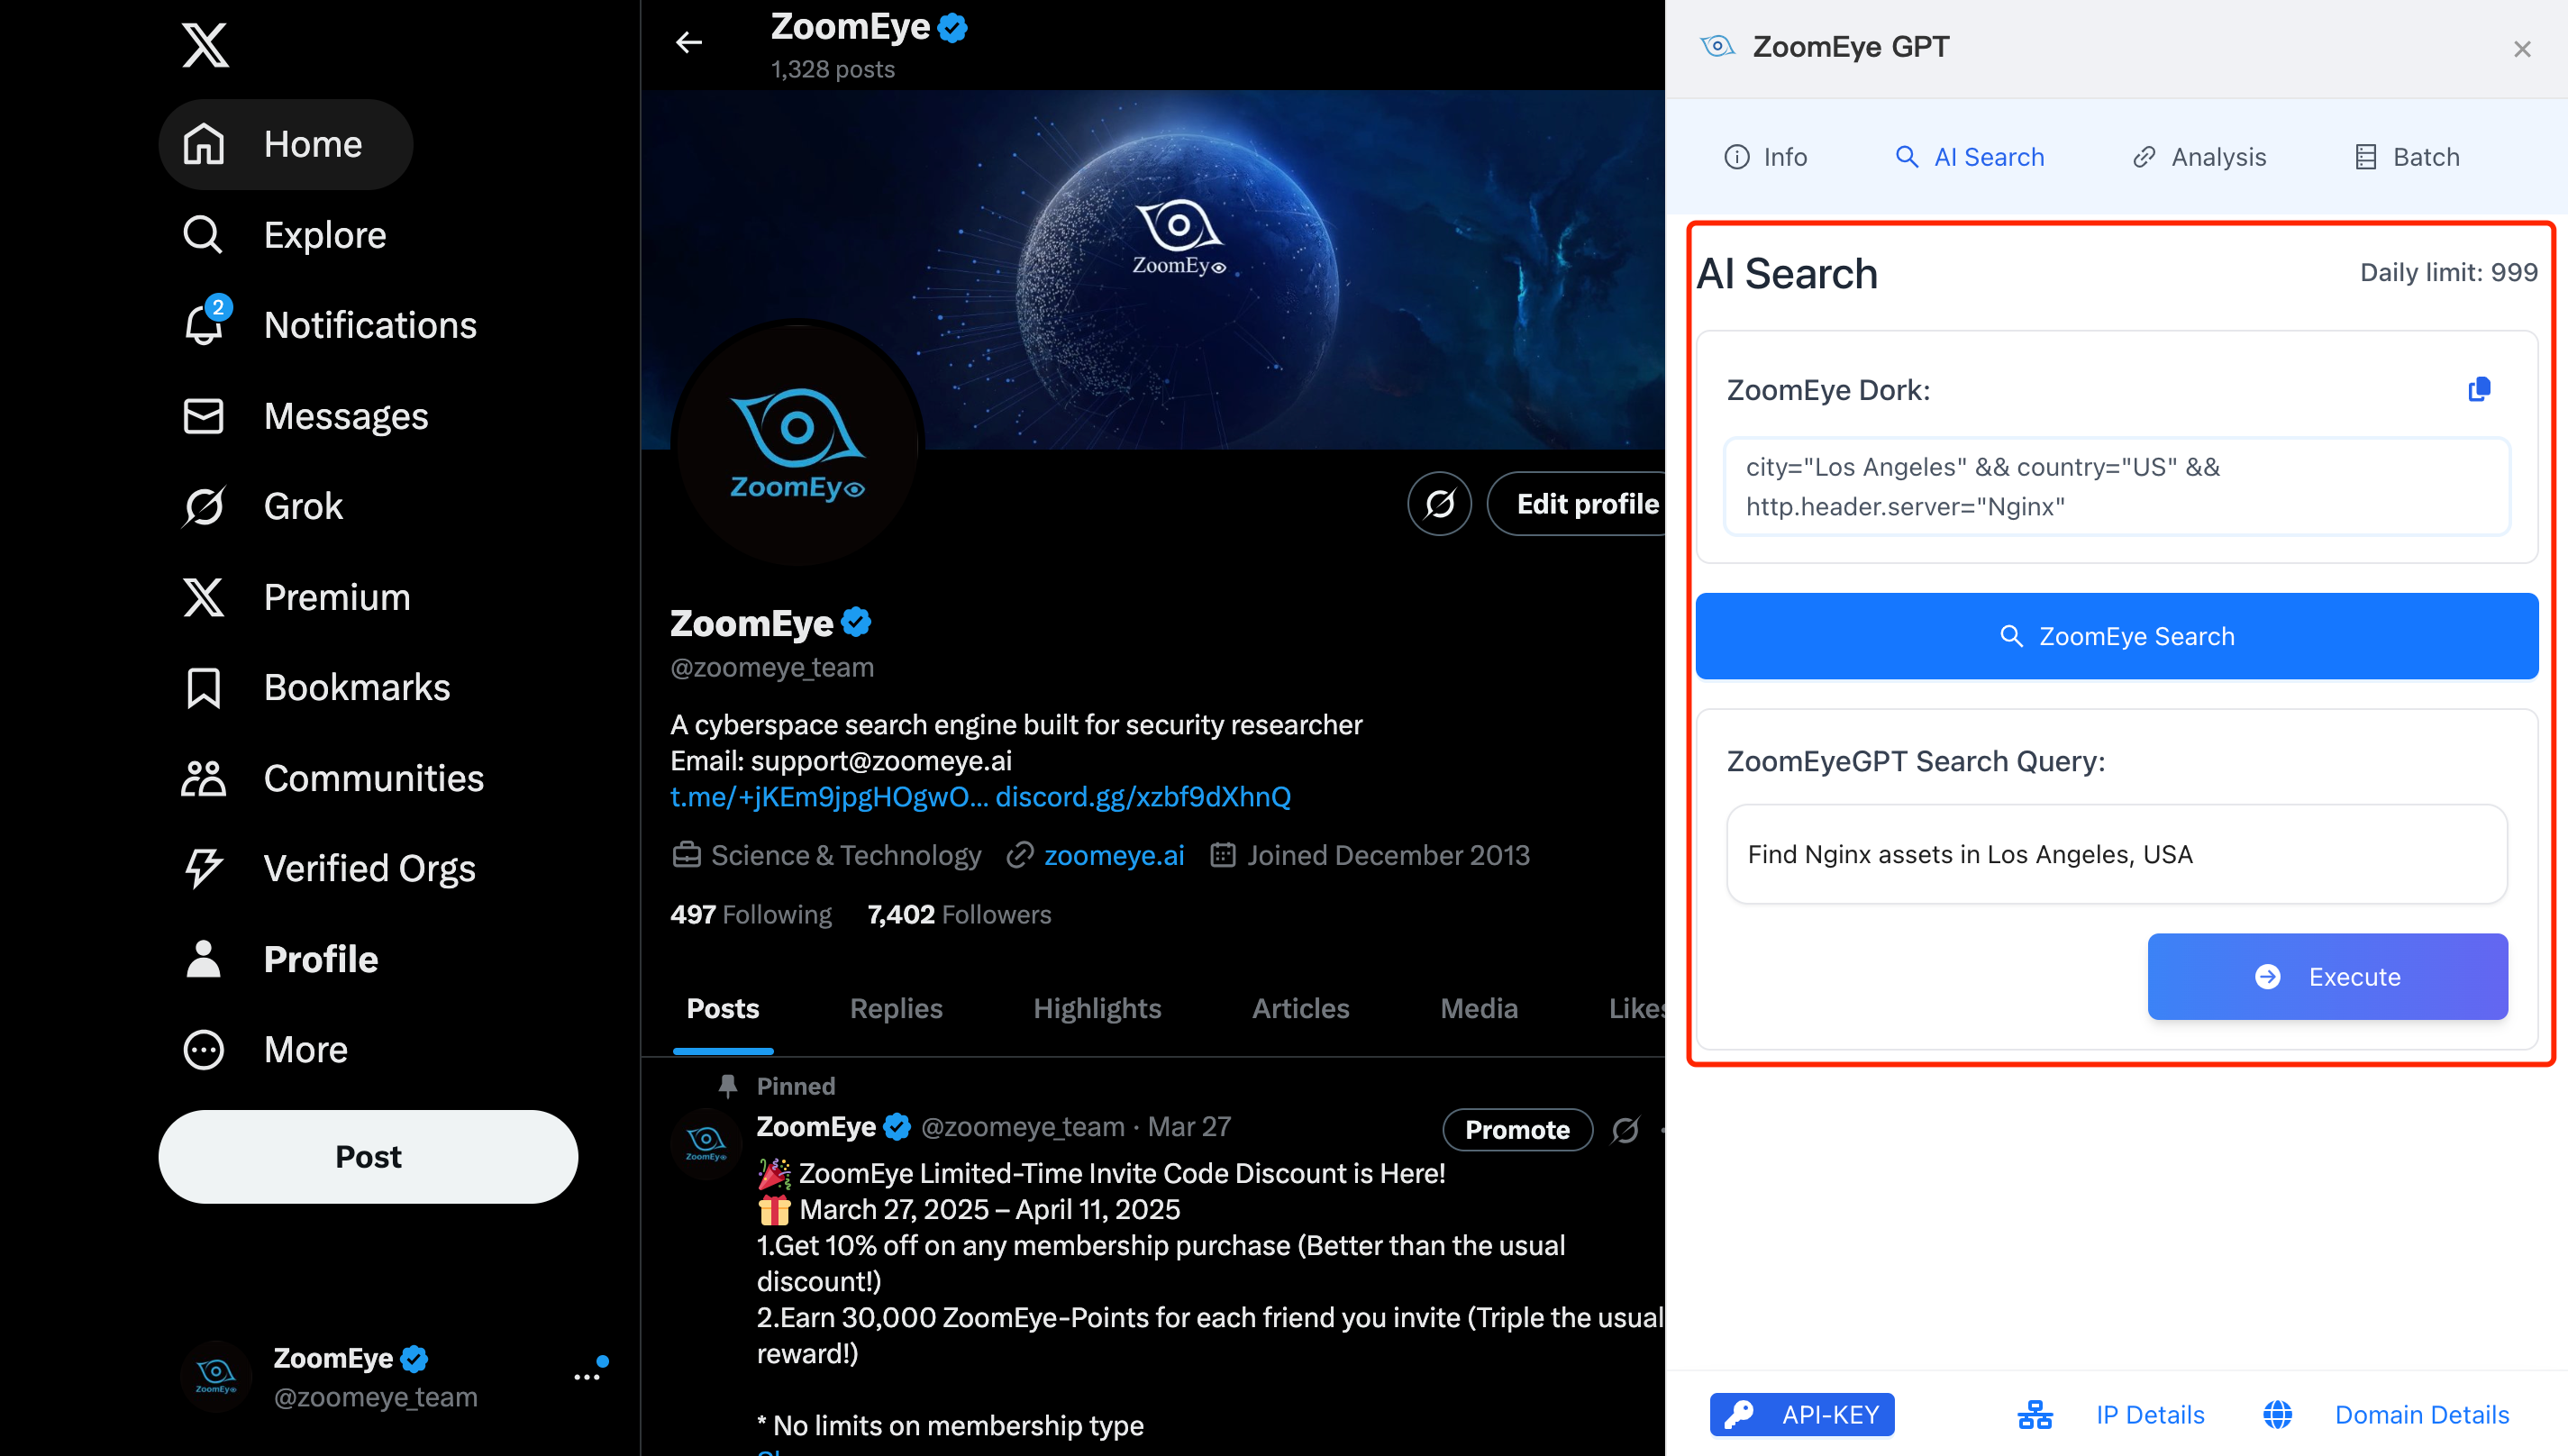 Home
Explore
2
Notifications
Messages
Grok
Premium
Bookmarks
Communities
Verified Orgs
Profile
More
Post
ZoomEye
@zoomeye_team
ZoomEye
1,328 posts
ZoomEye
ZoomEye
Edit profile
ZoomEye
@zoomeye_team
A cyberspace search engine built for security researcher
Email: support@zoomeye.ai
t.me/+jKEm9jpgHOgwO... discord.gg/xzbf9dXhnQ
Science & Technology zoomeye.ai Joined December 2013
497 Following 7,402 Followers
Posts Replies Highlights Articles Media Likes
Pinned
ZoomEye @zoomeye_team · Mar 27
Promote
🎉 ZoomEye Limited-Time Invite Code Discount is Here!
🎁 March 27, 2025 – April 11, 2025
1.Get 10% off on any membership purchase (Better than the usual
discount!)
2.Earn 30,000 ZoomEye-Points for each friend you invite (Triple the usual
reward!)
* No limits on membership type
ZoomEye GPT
Info AI Search Analysis Batch
AI Search
Daily limit: 999
ZoomEye Dork:
city="Los Angeles" && country="US" &&
http.header.server="Nginx"
ZoomEye Search
ZoomEyeGPT Search Query:
Find Nginx assets in Los Angeles, USA
Execute
API-KEY IP Details Domain Details